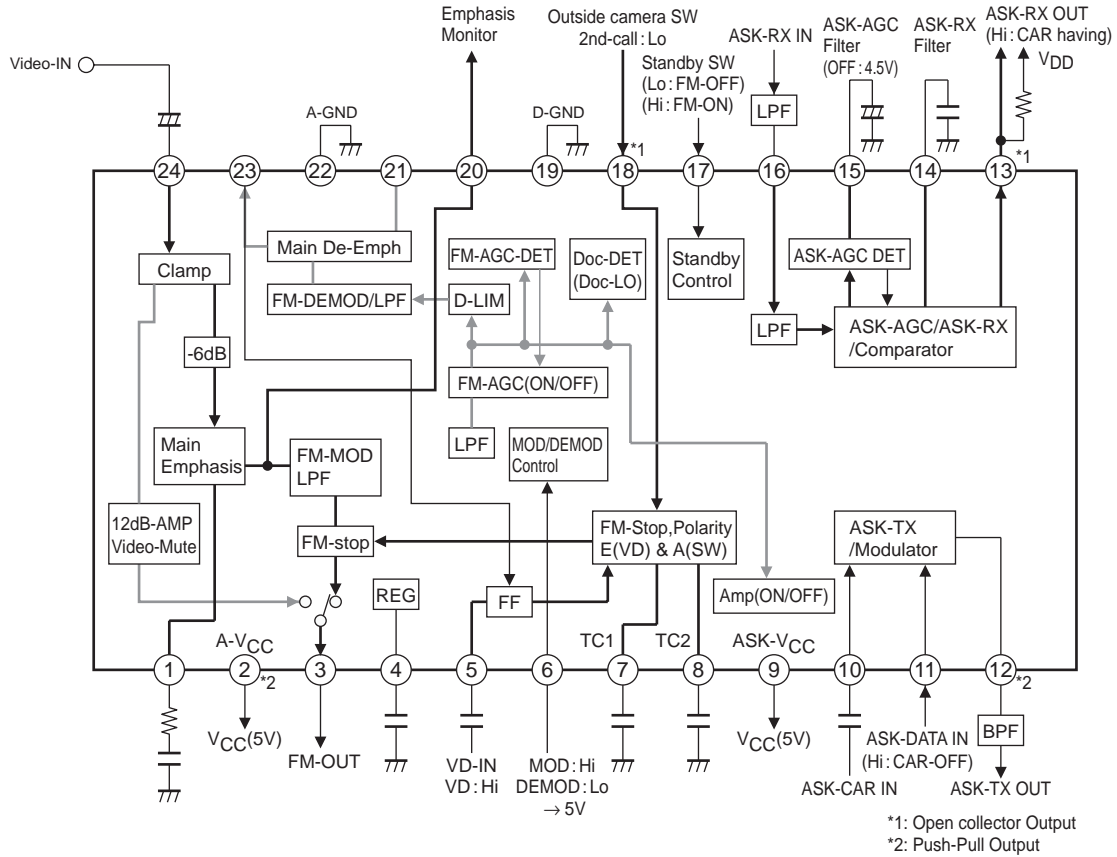 Emphasis
Monitor
Outside camera SW
2nd-call : Lo
ASK-RX IN
ASK-AGC
Filter
(OFF : 4.5V)
ASK-RX
Filter
ASK-RX OUT
(Hi : CAR having)
VDD
Video-IN
Standby SW
(Lo : FM-OFF)
(Hi : FM-ON)
LPF
A-GND
D-GND
*1
*1
24
23
22
21
20
19
18
17
16
15
14
13
Clamp
Main De-Emph
FM-AGC-DET
Doc-DET
(Doc-LO)
Standby
Control
ASK-AGC DET
FM-DEMOD/LPF
D-LIM
LPF
ASK-AGC/ASK-RX
/Comparator
-6dB
FM-AGC(ON/OFF)
Main
Emphasis
FM-MOD
LPF
LPF
MOD/DEMOD
Control
12dB-AMP
Video-Mute
FM-stop
FM-Stop,Polarity
E(VD) & A(SW)
ASK-TX
/Modulator
REG
FF
Amp(ON/OFF)
A-VCC
TC1
TC2
ASK-VCC
1
2
3
4
5
6
7
8
9
10
11
12
*2
*2
VCC(5V)
FM-OUT
VD-IN
VD : Hi
MOD : Hi
DEMOD : Lo
→ 5V
VCC(5V)
ASK-CAR IN
ASK-DATA IN
(Hi : CAR-OFF)
BPF
ASK-TX OUT
*1: Open collector Output
*2: Push-Pull Output